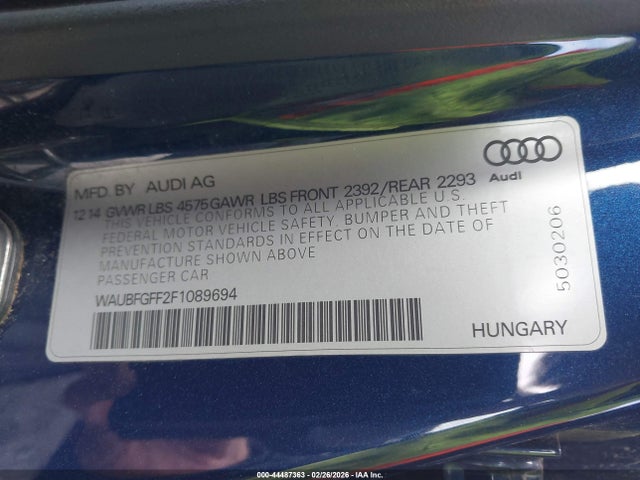 MFD. BY AUDI AG
12 14 GVWR LBS 4575 GAWR LBS FRONT 2392/REAR 2293
THIS VEHICLE CONFORMS TO ALL APPLICABLE U.S.
FEDERAL MOTOR VEHICLE SAFETY, BUMPER AND THEFT
PREVENTION STANDARDS IN EFFECT ON THE DATE OF
MANUFACTURE SHOWN ABOVE
PASSENGER CAR
WAUBFGFF2F1089694
Audi
5030206
HUNGARY
000-44487363 - 02/26/2026 - IAA Inc.